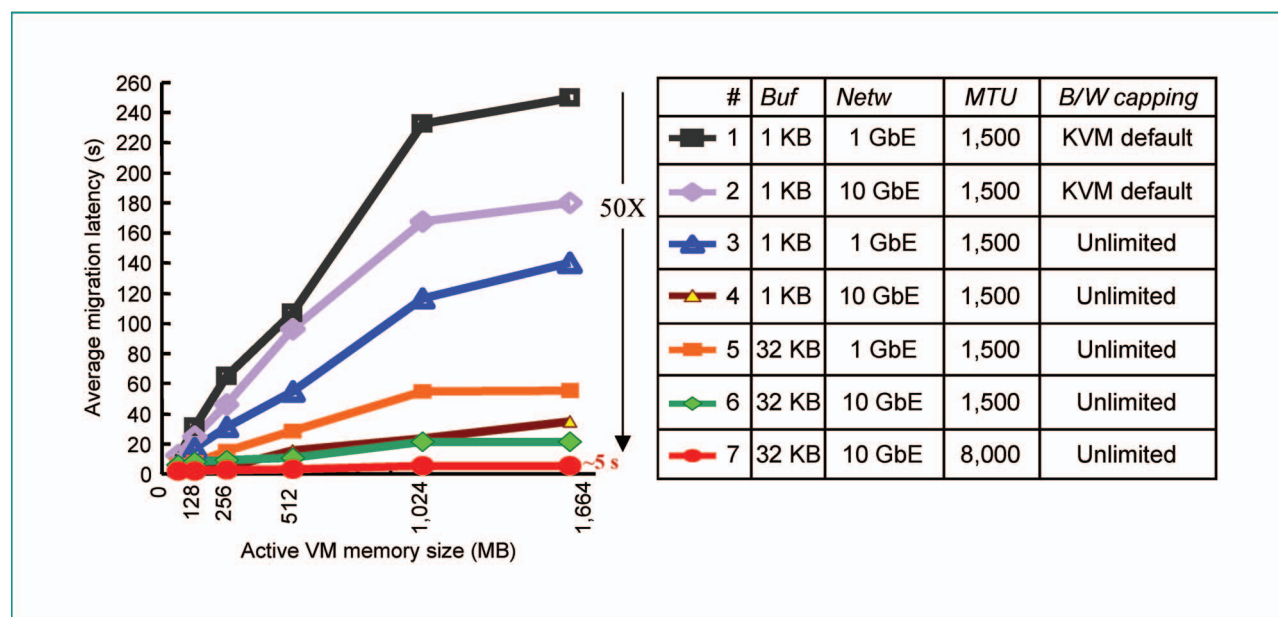 260
240
220
200
180
160
140
120
100
80
60
40
20
0
Average migration latency (s)
0
128
256
512
1,024
1,664
Active VM memory size (MB)
50X
~5 s
# Buf Netw MTU B/W capping
1 1 KB 1 GbE 1,500 KVM default
2 1 KB 10 GbE 1,500 KVM default
3 1 KB 1 GbE 1,500 Unlimited
4 1 KB 10 GbE 1,500 Unlimited
5 32 KB 1 GbE 1,500 Unlimited
6 32 KB 10 GbE 1,500 Unlimited
7 32 KB 10 GbE 8,000 Unlimited